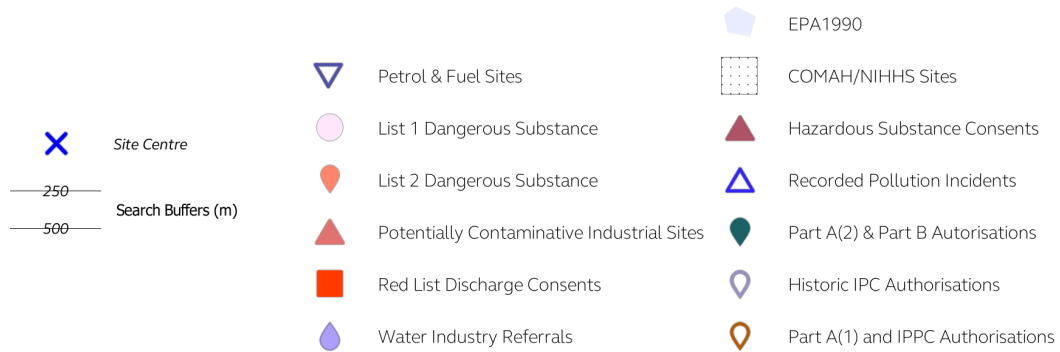 Site Centre
250
Search Buffers (m)
500
Petrol & Fuel Sites
List 1 Dangerous Substance
List 2 Dangerous Substance
Potentially Contaminative Industrial Sites
Red List Discharge Consents
Water Industry Referrals
EPA1990
COMAH/NIHHS Sites
Hazardous Substance Consents
Recorded Pollution Incidents
Part A(2) & Part B Autorisations
Historic IPC Authorisations
Part A(1) and IPPC Authorisations